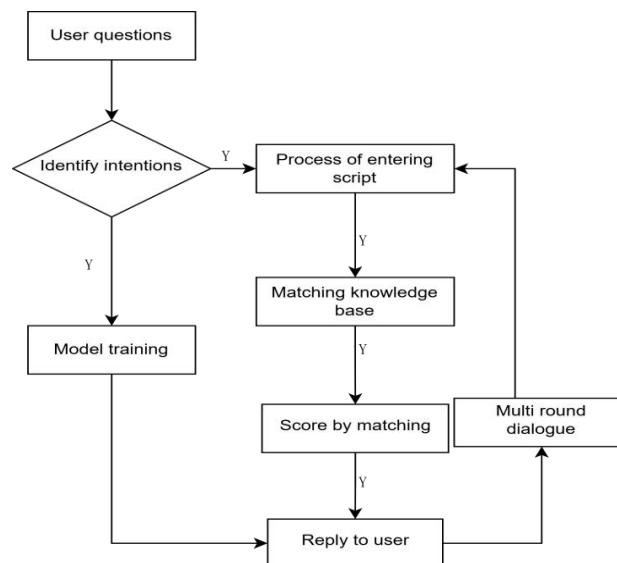 User questions
Identify intentions
Y
Process of entering
script
Y
Y
Matching knowledge
base
Model training
Y
Score by matching
Multi round
dialogue
Y
Reply to user